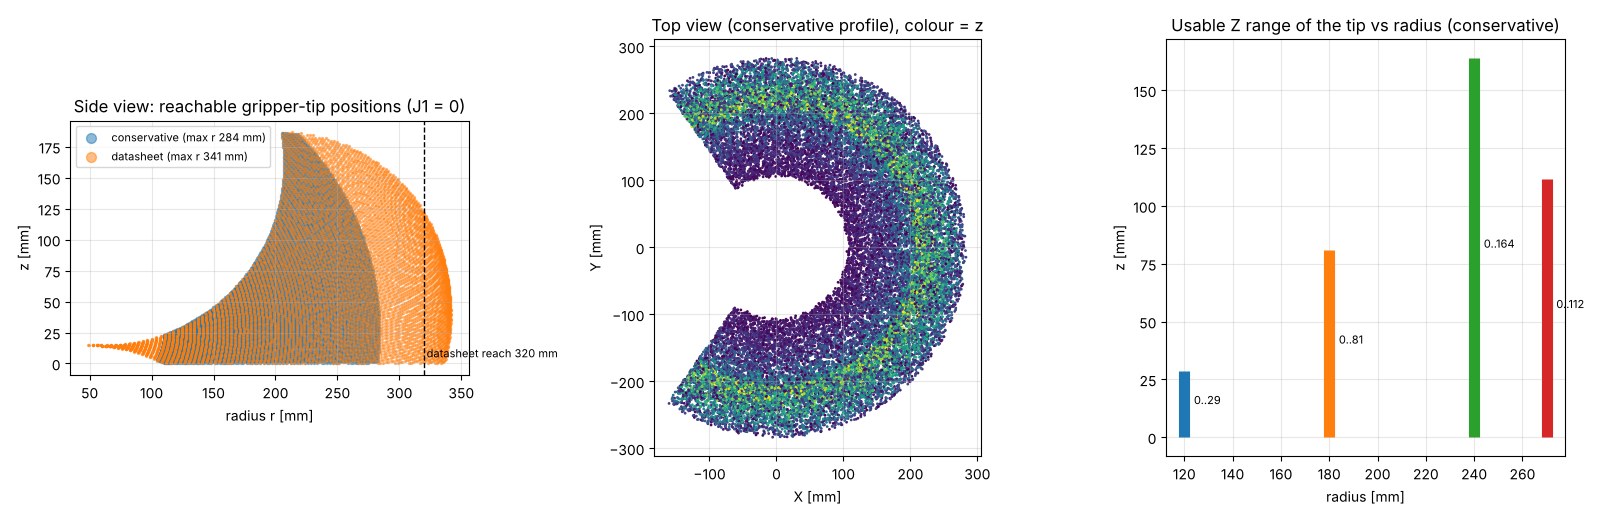 Side view: reachable gripper-tip positions (J1 = 0)
conservative (max r 284 mm)
datasheet (max r 341 mm)
z [mm]
175
150
125
100
75
50
25
0
datasheet reach 320 mm
50 100 150 200 250 300 350
radius r [mm]
Top view (conservative profile), colour = z
Y [mm]
300
200
100
0
−100
−200
−300
−100 0 100 200 300
X [mm]
Usable Z range of the tip vs radius (conservative)
z [mm]
150
125
100
75
50
25
0
0..29
0..81
0..164
0..112
120 140 160 180 200 220 240 260
radius [mm]